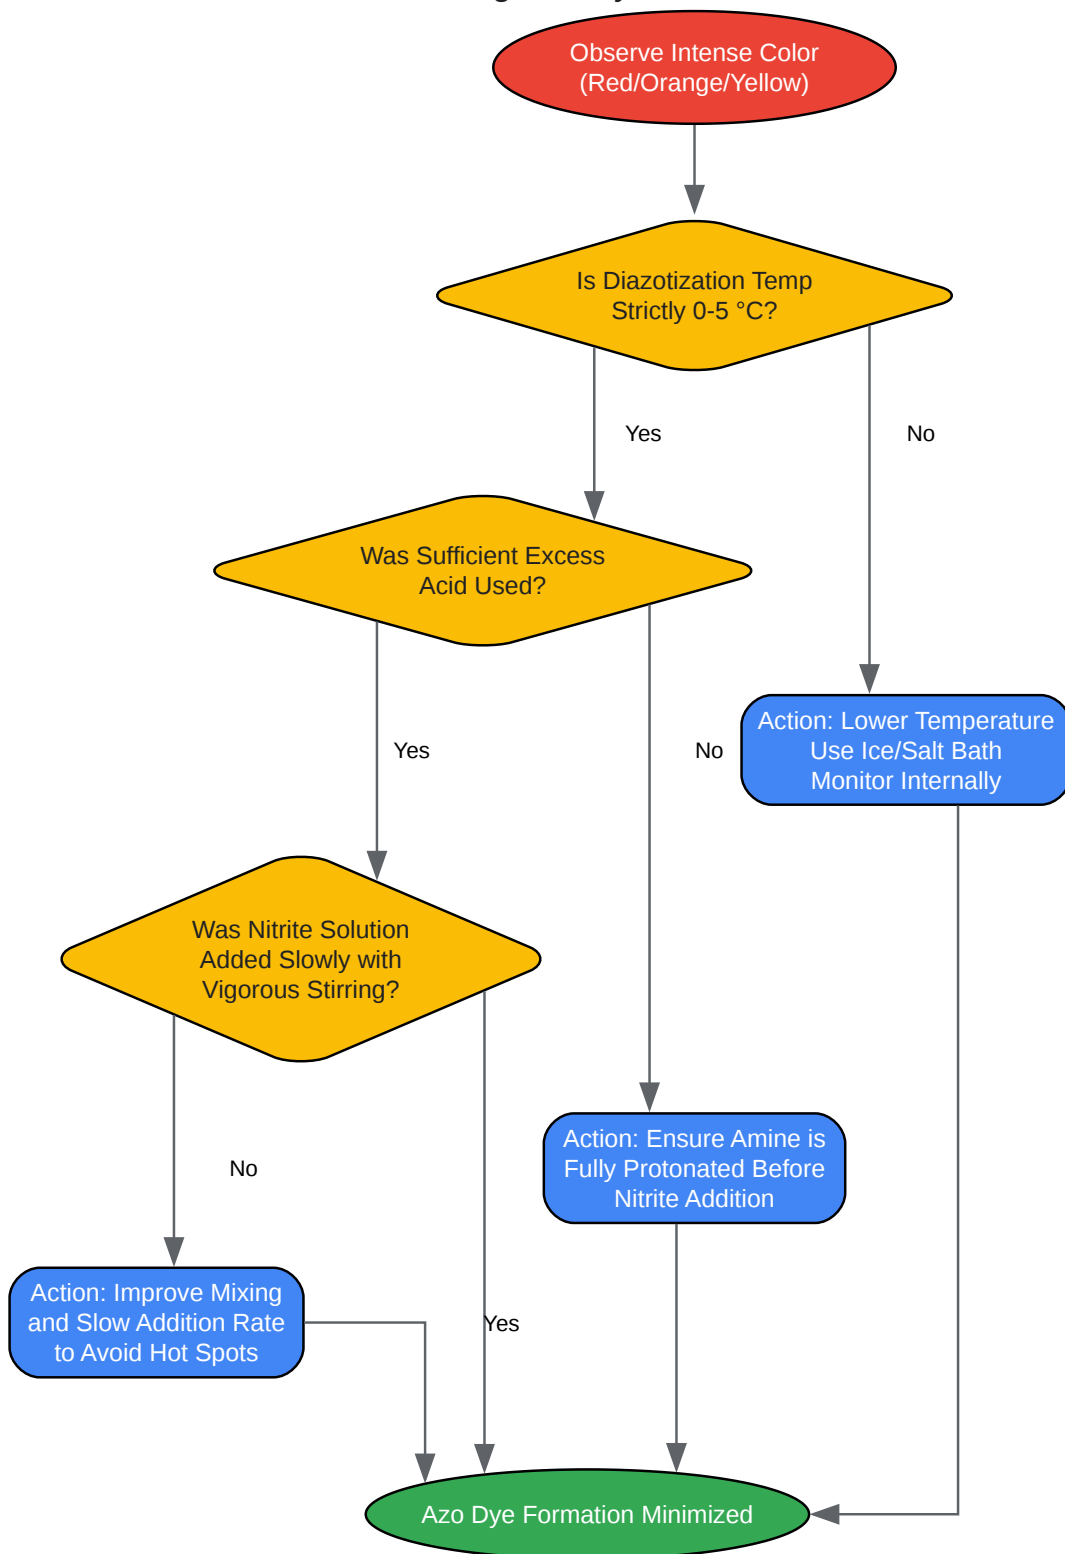 Observe Intense Color
(Red/Orange/Yellow)
Is Diazotization Temp
Strictly 0-5 °C?
Yes
No
Was Sufficient Excess
Acid Used?
Yes
No
Action: Lower Temperature
Use Ice/Salt Bath
Monitor Internally
Was Nitrite Solution
Added Slowly with
Vigorous Stirring?
No
Yes
Action: Ensure Amine is
Fully Protonated Before
Nitrite Addition
Action: Improve Mixing
and Slow Addition Rate
to Avoid Hot Spots
Azo Dye Formation Minimized